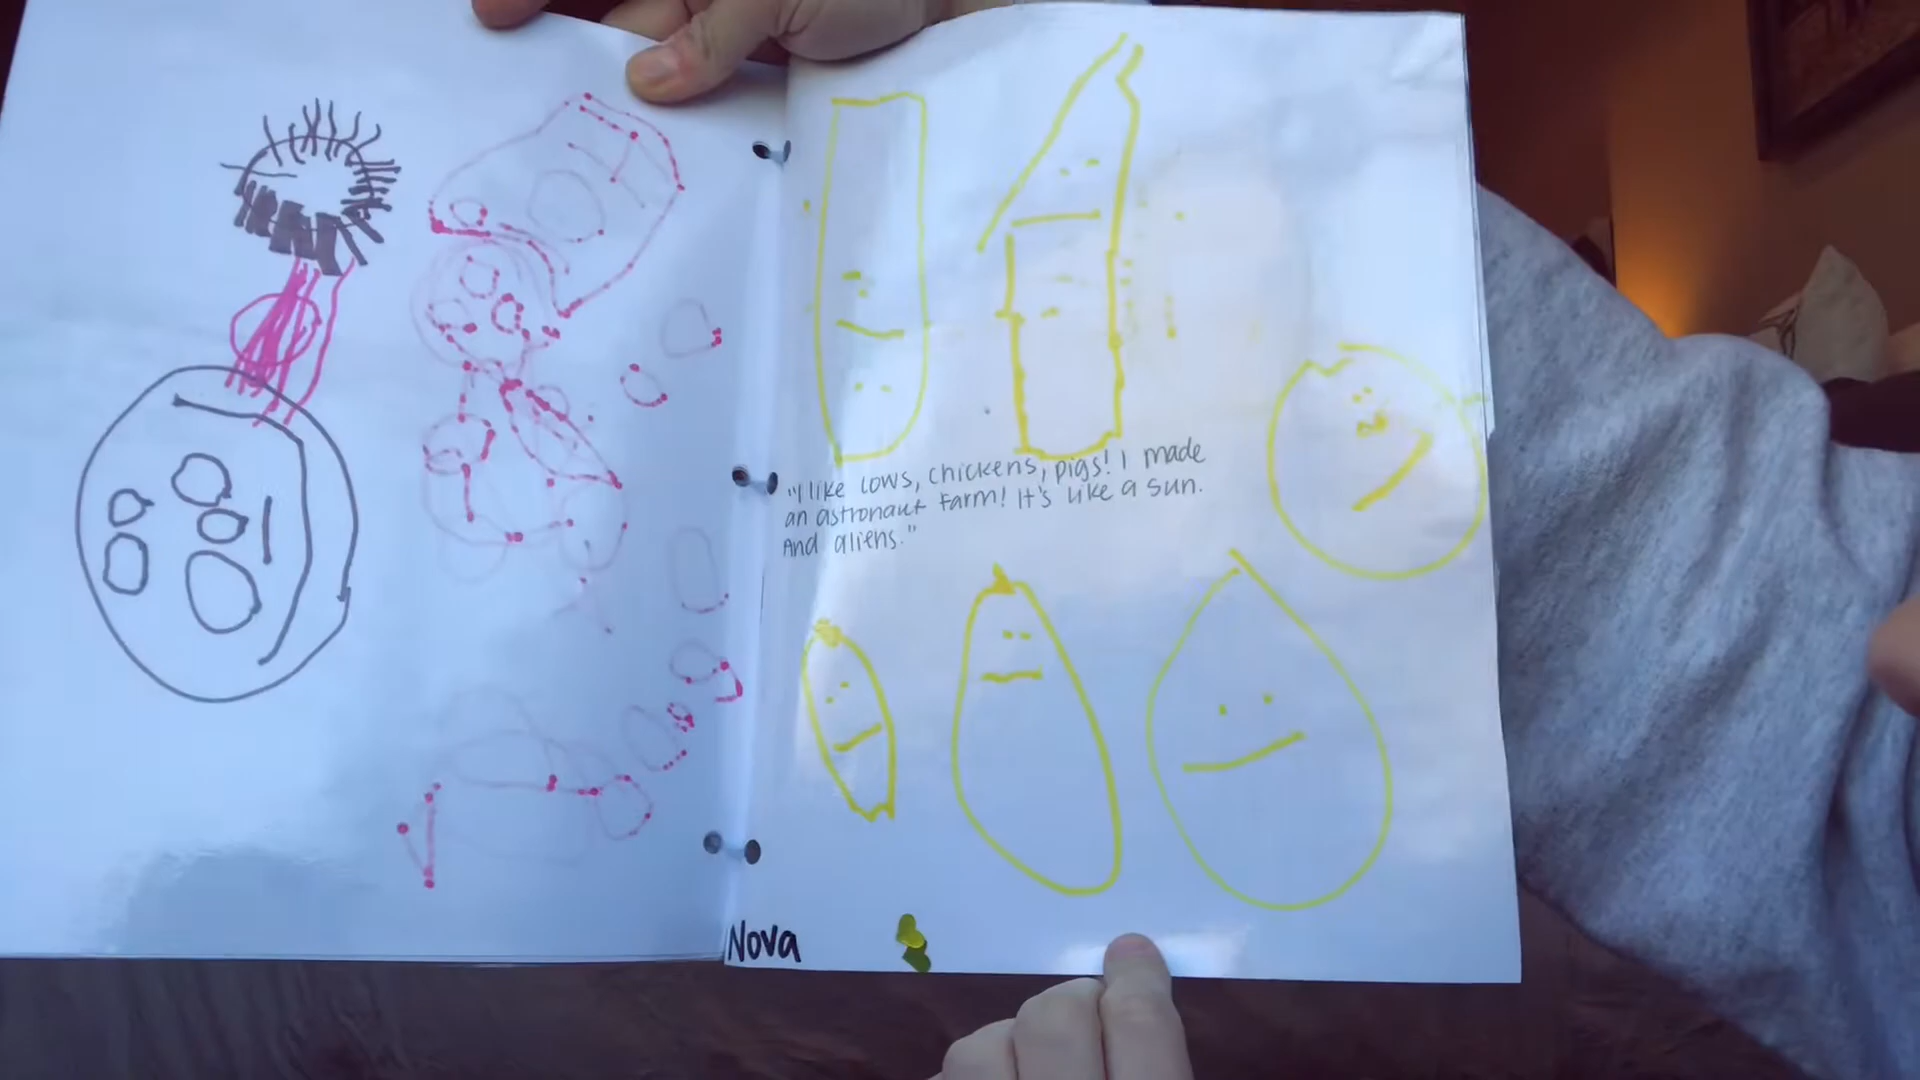 "I like cows, chickens, pigs! I made
an astronaut farm! It's like a sun.
And aliens."
Nova